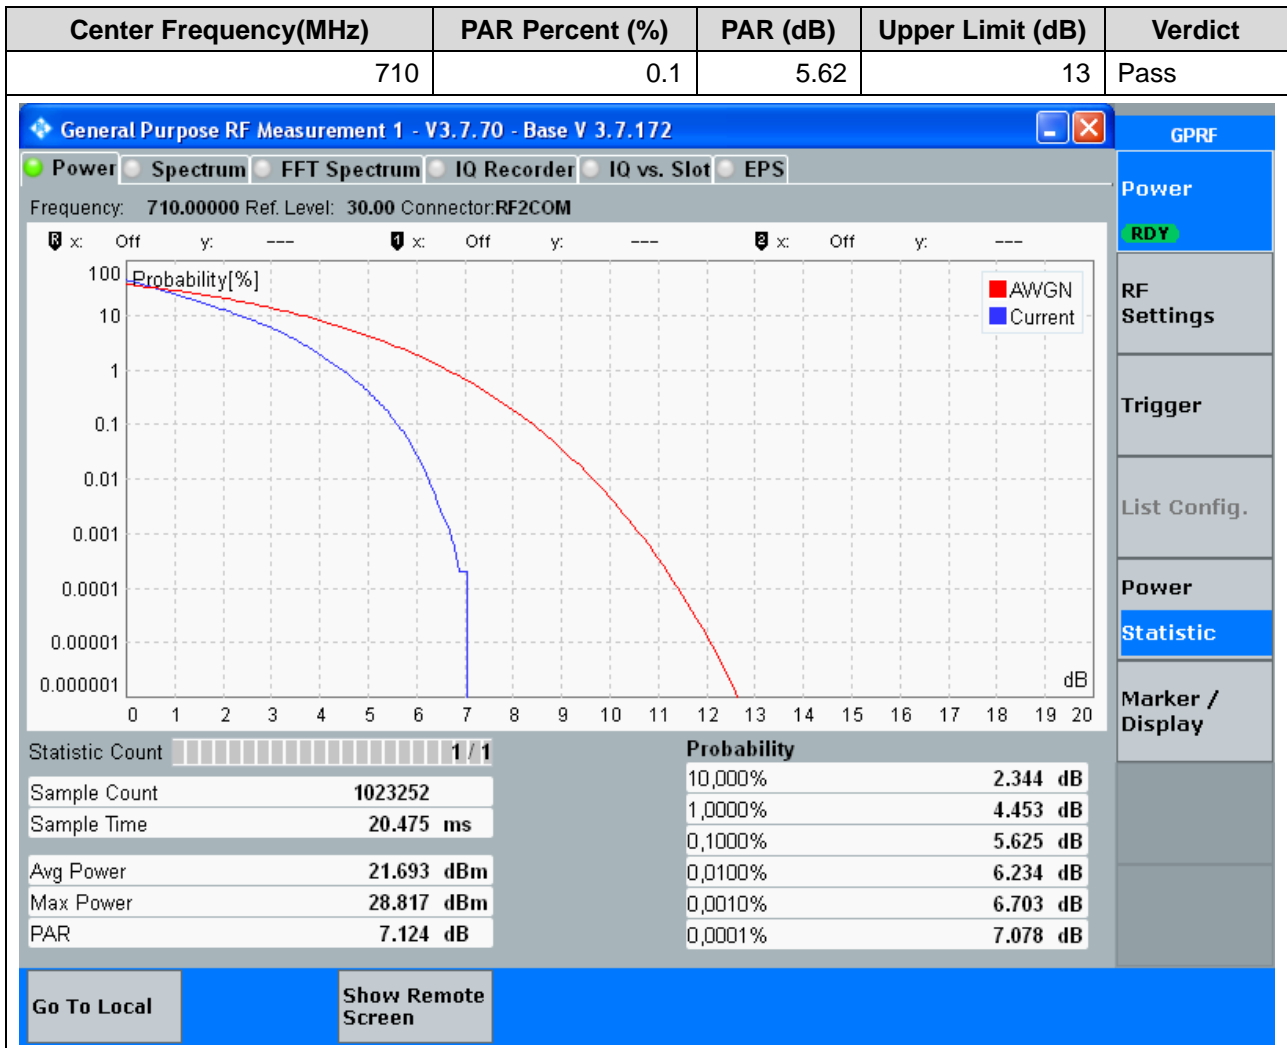 Center Frequency(MHz) PAR Percent (%) PAR (dB) Upper Limit (dB) Verdict
710 0.1 5.62 13 Pass
General Purpose RF Measurement 1 - V3.7.70 - Base V 3.7.172
GPRF
Power Spectrum FFT Spectrum IQ Recorder IQ vs. Slot EPS
Frequency: 710.00000 Ref. Level: 30.00 Connector:RF2COM
R x: Off y: --- 1 x: Off y: --- 2 x: Off y: ---
Probability[%]
AWGN
Current
100
10
1
0.1
0.01
0.001
0.0001
0.00001
0.000001
dB
0 1 2 3 4 5 6 7 8 9 10 11 12 13 14 15 16 17 18 19 20
Statistic Count 1 / 1
Sample Count 1023252
Sample Time 20.475 ms
Avg Power 21.693 dBm
Max Power 28.817 dBm
PAR 7.124 dB
Probability
10,000% 2.344 dB
1,0000% 4.453 dB
0,1000% 5.625 dB
0,0100% 6.234 dB
0,0010% 6.703 dB
0,0001% 7.078 dB
Power
RDY
RF
Settings
Trigger
List Config.
Power
Statistic
Marker /
Display
Go To Local
Show Remote
Screen